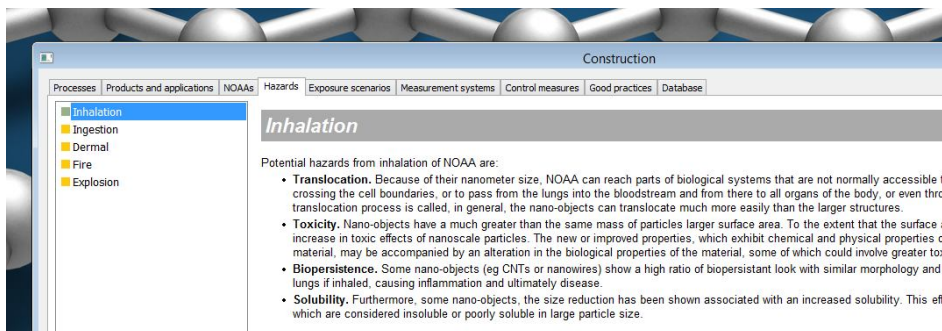 Construction
Processes Products and applications NOAAs Hazards Exposure scenarios Measurement systems Control measures Good practices Database
Inhalation
Ingestion
Dermal
Fire
Explosion
Inhalation
Potential hazards from inhalation of NOAA are:
• Translocation. Because of their nanometer size, NOAA can reach parts of biological systems that are not normally accessible
crossing the cell boundaries, or to pass from the lungs into the bloodstream and from there to all organs of the body, or even
translocation process is called, in general, the nano-objects can translocate much more easily than the larger structures.
• Toxicity. Nano-objects have a much greater than the same mass of particles larger surface area. To the extent that the surface
increase in toxic effects of nanoscale particles. The new or improved properties, which exhibit chemical and physical properties
material, may be accompanied by an alteration in the biological properties of the material, some of which could involve greater
• Biopersistence. Some nano-objects (eg CNTs or nanowires) show a high ratio of biopersistant look with similar morphology and
lungs if inhaled, causing inflammation and ultimately disease.
• Solubility. Furthermore, some nano-objects, the size reduction has been shown associated with an increased solubility. This
which are considered insoluble or poorly soluble in large particle size.